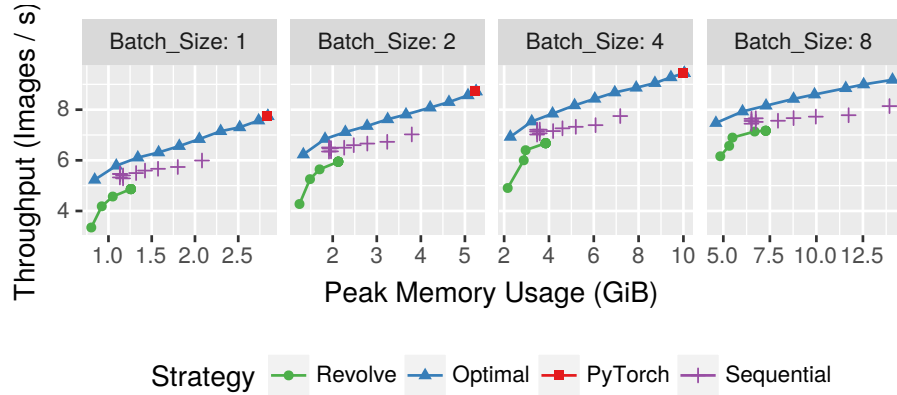 Batch_Size: 1 Batch_Size: 2 Batch_Size: 4 Batch_Size: 8
Throughput (Images / s)
8
6
4
1.0 1.5 2.0 2.5 2 3 4 5 2 4 6 8 10 5.0 7.5 10.0 12.5
Peak Memory Usage (GiB)
Strategy Revolve Optimal PyTorch Sequential